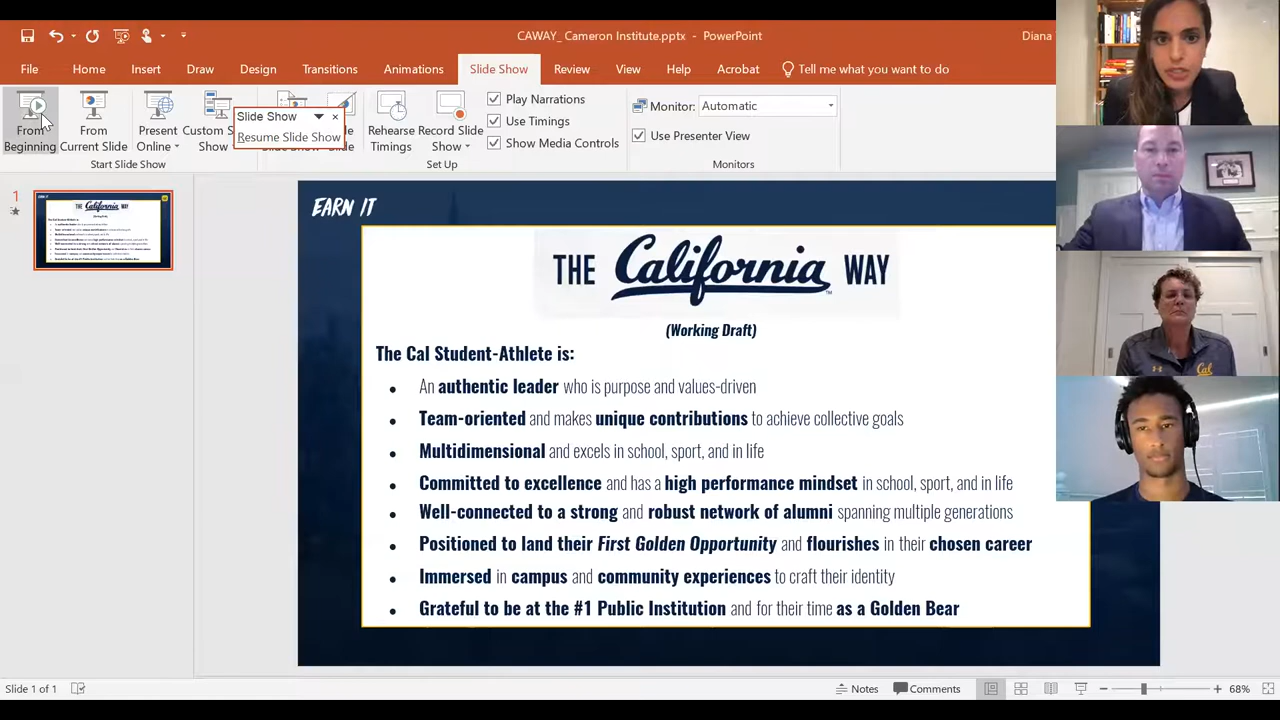 CAWAY_ Cameron Institute.pptx - PowerPoint
Diana
File Home Insert Draw Design Transitions Animations Slide Show Review View Help Acrobat Tell me what you want to do
From Beginning
From Current Slide
Present Online
Custom S
Show
Slide Show
Resume Slide Show
Rehearse Timings
Record Slide Show
Play Narrations
Use Timings
Show Media Controls
Monitor: Automatic
Use Presenter View
Start Slide Show
Set Up
Monitors
1
EARN IT
THE California WAY
(Working Draft)
The Cal Student-Athlete is:
• An authentic leader who is purpose and values-driven
• Team-oriented and makes unique contributions to achieve collective goals
• Multidimensional and excels in school, sport, and in life
• Committed to excellence and has a high performance mindset in school, sport, and in life
• Well-connected to a strong and robust network of alumni spanning multiple generations
• Positioned to land their First Golden Opportunity and flourishes in their chosen career
• Immersed in campus and community experiences to craft their identity
• Grateful to be at the #1 Public Institution and for their time as a Golden Bear
Cal
Slide 1 of 1
Notes
Comments
68%